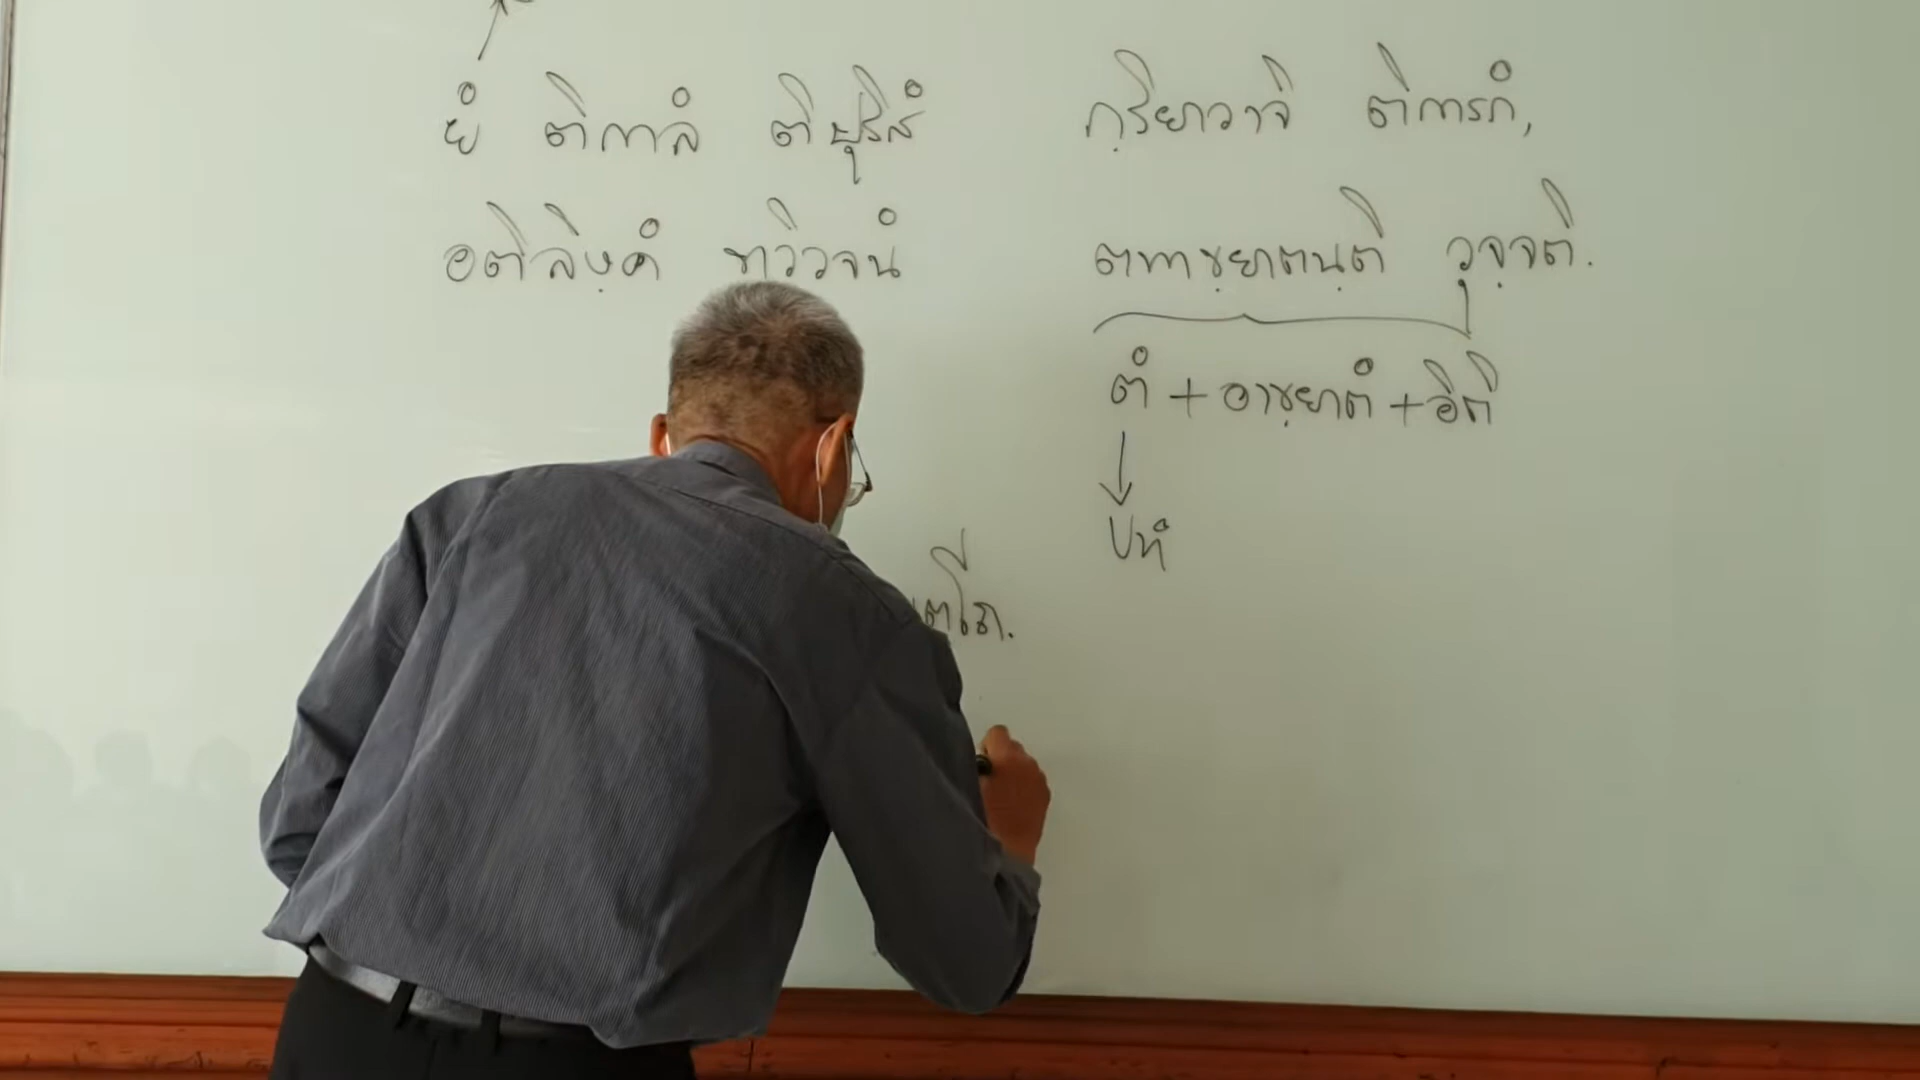 ยํ ติกาลํ ติปุริสํ กฺริยาวาจิ ติการกํ,
อติลิงฺคํ ทฺวิวจนํ ตทาขฺยาตนฺติ วุจฺจติ.
ตํ + อาขฺยาตํ + อิติ
ปทํ